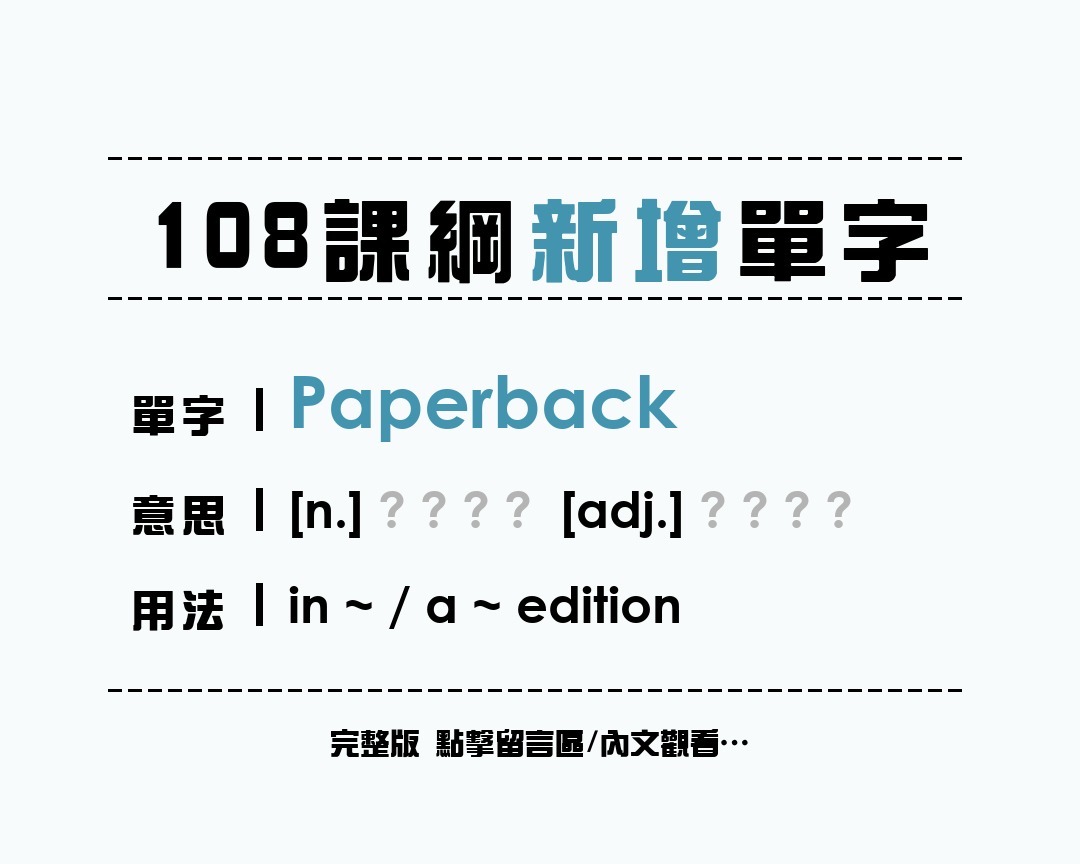 108課綱新增單字
單字 | Paperback
意思 | [n.] ???? [adj.] ????
用法 | in ~ / a ~ edition
完整版 點擊留言區/內文觀看…